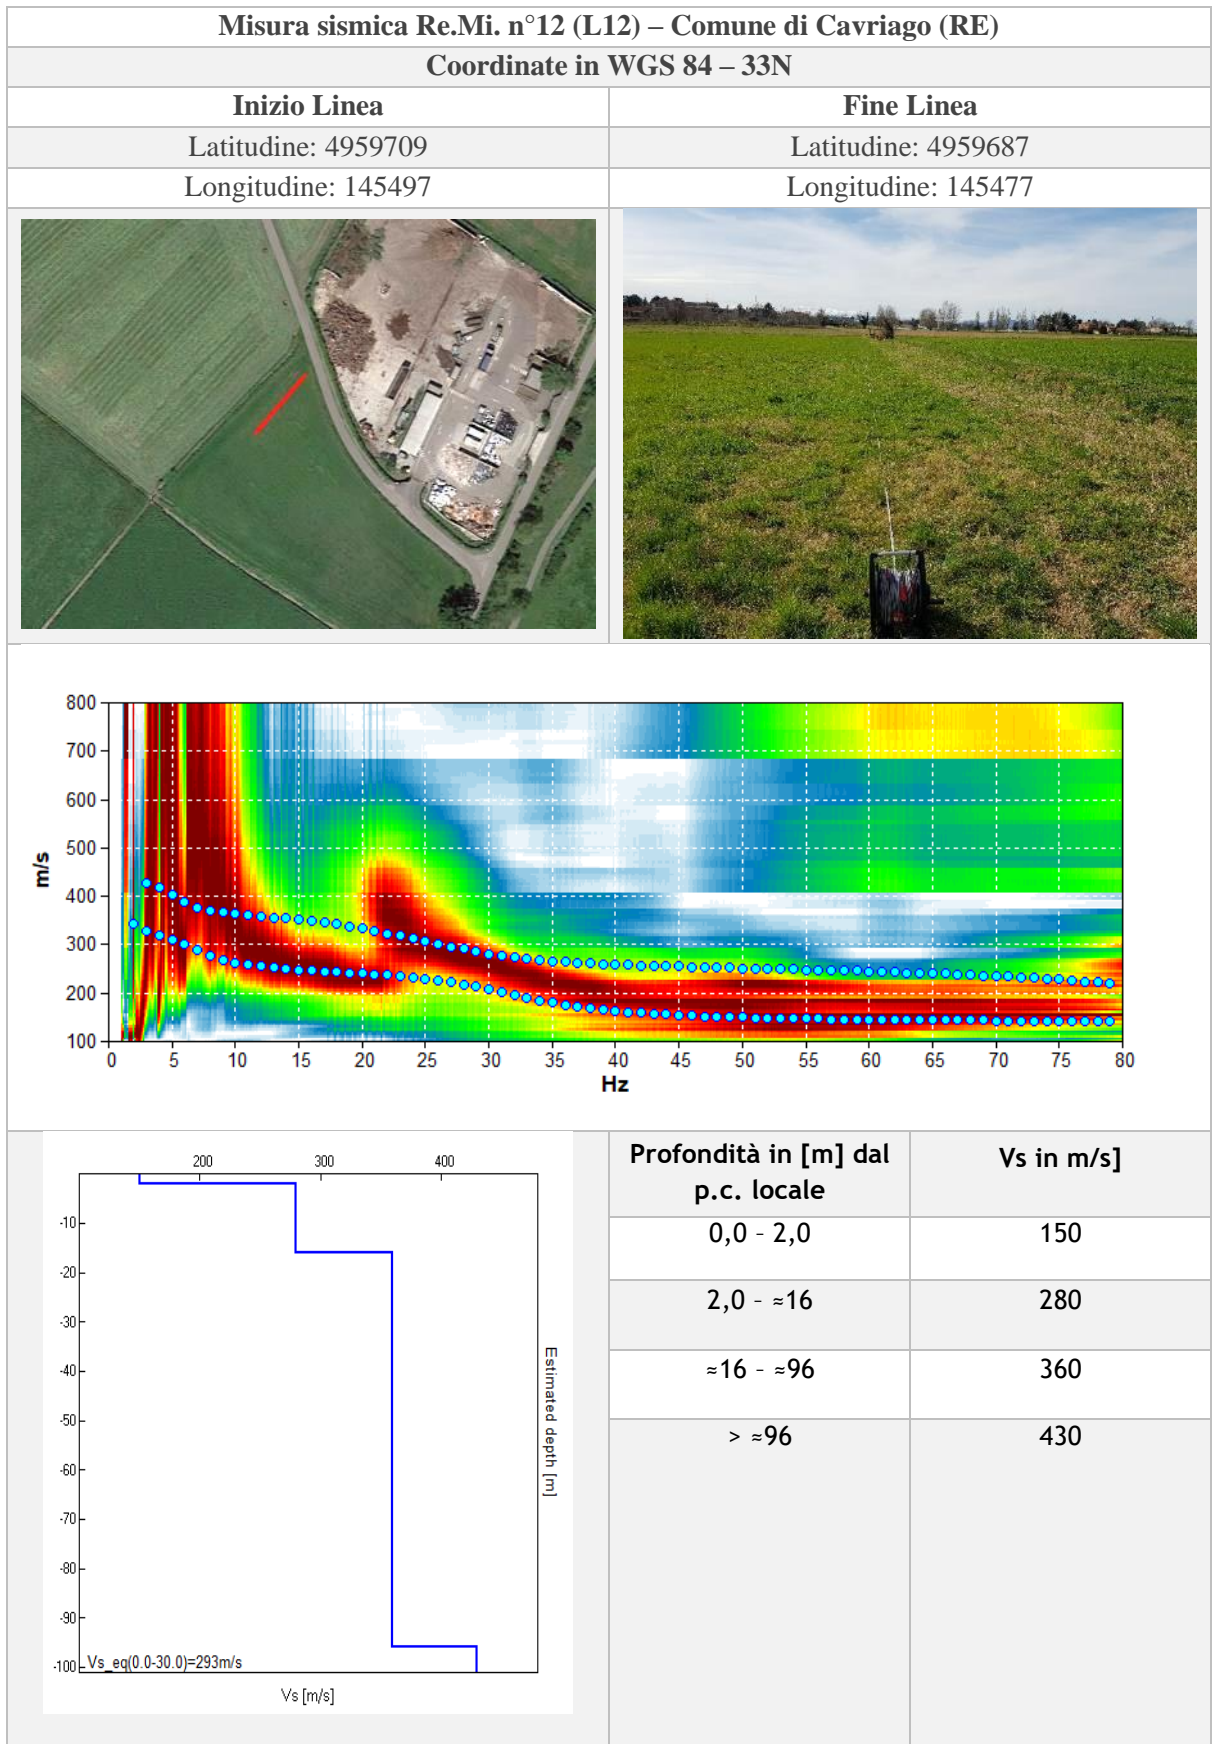 Misura sismica Re.Mi. n°12 (L12) – Comune di Cavriago (RE)
Coordinate in WGS 84 – 33N
Inizio Linea
Fine Linea
Latitudine: 4959709
Latitudine: 4959687
Longitudine: 145497
Longitudine: 145477
800
700
600
500
400
300
200
100
m/s
0 5 10 15 20 25 30 35 40 45 50 55 60 65 70 75 80
Hz
200 300 400
-10
-20
-30
-40
-50
-60
-70
-80
-90
-100
Vs_eq(0.0-30.0)=293m/s
Estimated depth [m]
Vs [m/s]
Profondità in [m] dal
p.c. locale
Vs in m/s]
0,0 – 2,0
150
2,0 – ≈16
280
≈16 – ≈96
360
> ≈96
430